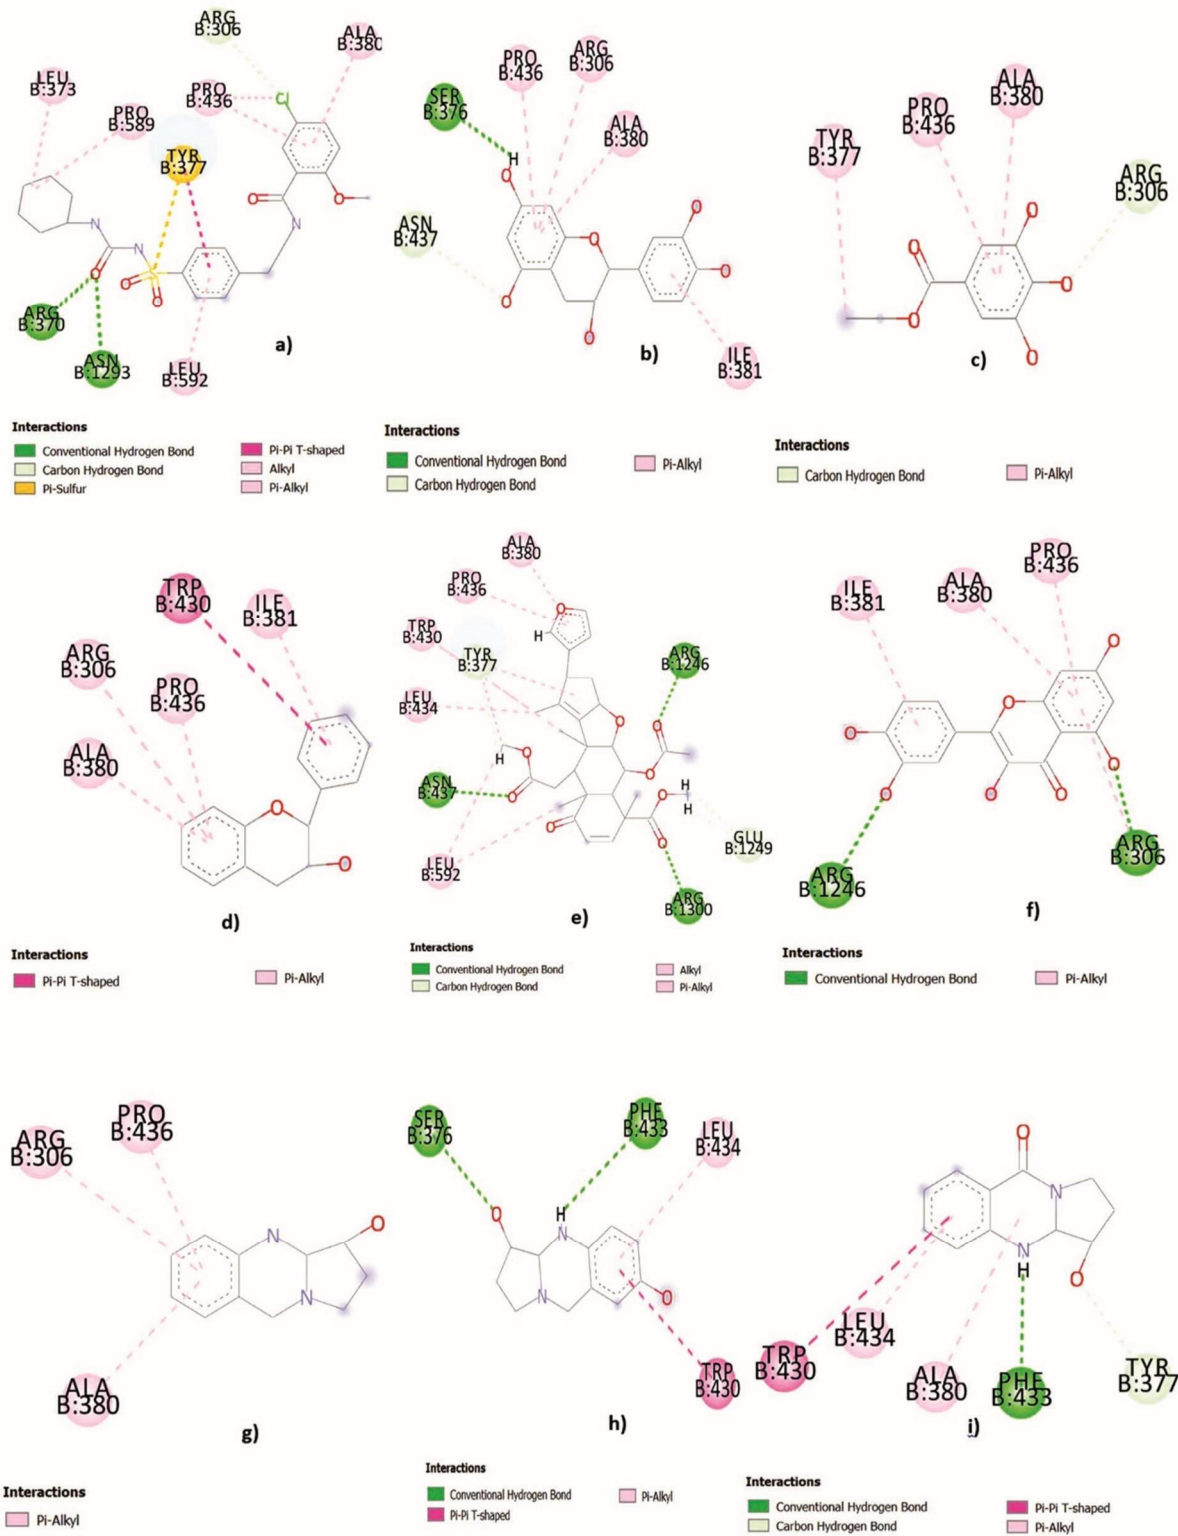 ARG
B:306
ALA
B:380
LEU
B:373
PRO
B:436
PRO
B:589
TYR
B:377
Cl
O
O
N
N
N
O
S
O
O
ARG
B:370
ASN
B:1293
LEU
B:592
a)
Interactions
Conventional Hydrogen Bond
Carbon Hydrogen Bond
Pi-Sulfur
Pi-Pi T-shaped
Alkyl
Pi-Alkyl
PRO
B:436
ARG
B:306
SER
B:376
ALA
B:380
H
O
ASN
B:437
O
O
O
O
O
ILE
B:381
b)
Interactions
Conventional Hydrogen Bond
Carbon Hydrogen Bond
Pi-Alkyl
ALA
B:380
PRO
B:436
TYR
B:377
ARG
B:306
O
O
O
O
O
c)
Interactions
Carbon Hydrogen Bond
Pi-Alkyl
TRP
B:430
ILE
B:381
ARG
B:306
PRO
B:436
ALA
B:380
O
O
d)
Interactions
Pi-Pi T-shaped
Pi-Alkyl
ALA
B:380
PRO
B:436
TRP
B:430
TYR
B:377
LEU
B:434
ARG
B:1246
O
H
O
O
O
H
O
O
O
O
O
H
H
O
ASN
B:437
GLU
B:1249
LEU
B:592
ARG
B:1300
e)
Interactions
Conventional Hydrogen Bond
Carbon Hydrogen Bond
Alkyl
Pi-Alkyl
PRO
B:436
ILE
B:381
ALA
B:380
O
O
O
O
O
O
O
ARG
B:1246
ARG
B:306
f)
Interactions
Conventional Hydrogen Bond
Pi-Alkyl
PRO
B:436
ARG
B:306
O
N
N
ALA
B:380
g)
Interactions
Pi-Alkyl
SER
B:376
PHE
B:433
LEU
B:434
O
H
N
N
O
TRP
B:430
h)
Interactions
Conventional Hydrogen Bond
Pi-Pi T-shaped
Pi-Alkyl
O
N
N
H
O
LEU
B:434
TRP
B:430
ALA
B:380
PHE
B:433
TYR
B:377
i)
Interactions
Conventional Hydrogen Bond
Carbon Hydrogen Bond
Pi-Pi T-shaped
Pi-Alkyl